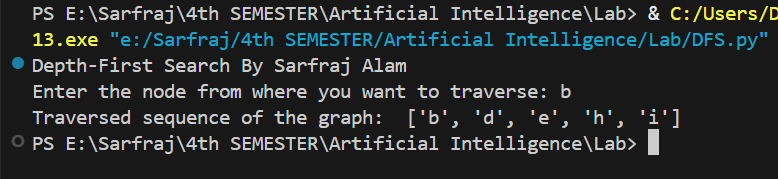 PS E:\Sarfraj\4th SEMESTER\Artificial Intelligence\Lab> & C:/Users/D
13.exe "e:/Sarfraj/4th SEMESTER/Artificial Intelligence/Lab/DFS.py"
Depth-First Search By Sarfraj Alam
Enter the node from where you want to traverse: b
Traversed sequence of the graph:  ['b', 'd', 'e', 'h', 'i']
PS E:\Sarfraj\4th SEMESTER\Artificial Intelligence\Lab>